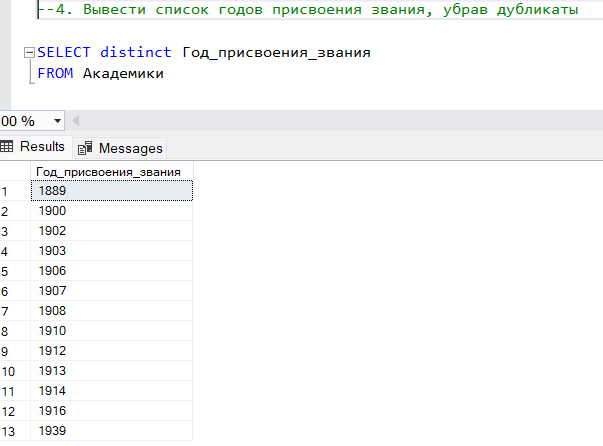 --4. Вывести список годов присвоения звания, убрав дубликаты
SELECT distinct Год_присвоения_звания
FROM Академики
00 %
Results Messages
Год_присвоения_звания
1 1889
2 1900
3 1902
4 1903
5 1906
6 1907
7 1908
8 1910
9 1912
10 1913
11 1914
12 1916
13 1939